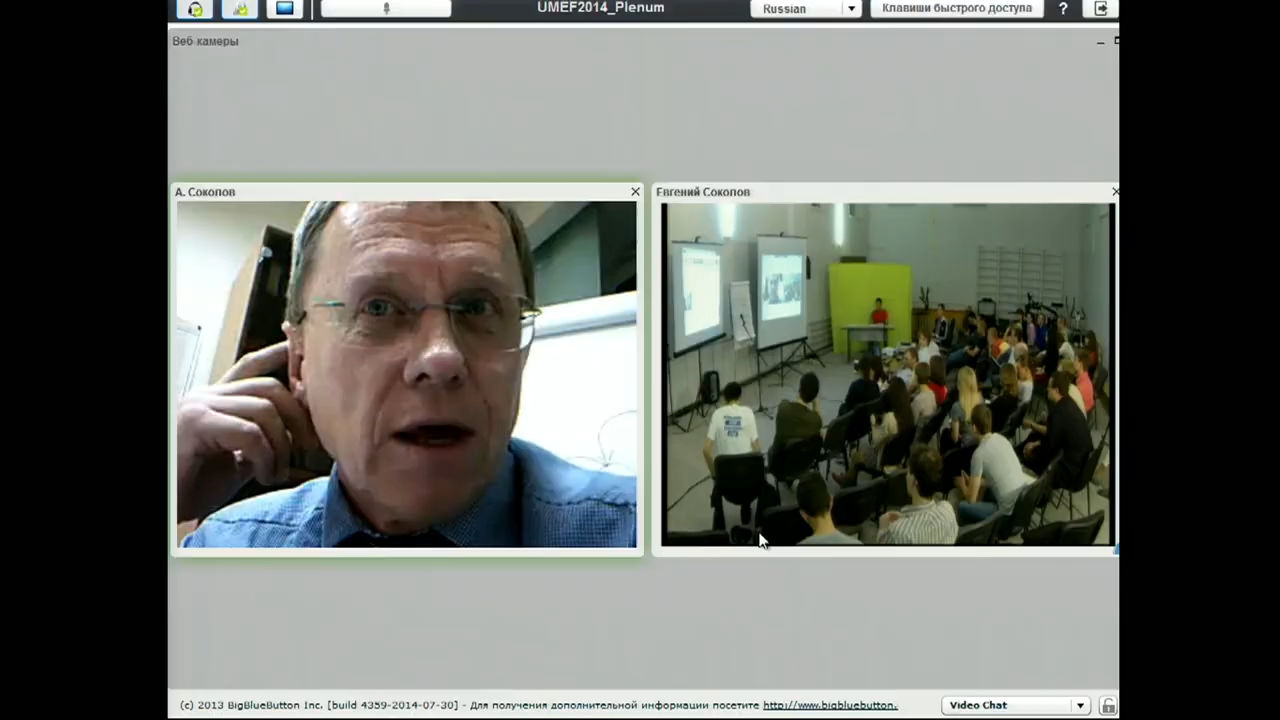 UMEF2014_Plenum
Russian
Клавиши быстрого доступа
?
Веб камеры
А. Соколов
Евгений Соколов
(c) 2013 BigBlueButton Inc. [build 4359-2014-07-30] - Для получения дополнительной информации посетите http://www.bigbluebutton.
Video Chat